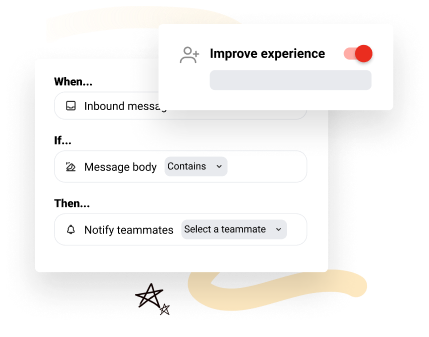 Improve experience
When...
Inbound messag
If...
Message body Contains
Then...
Notify teammates Select a teammate